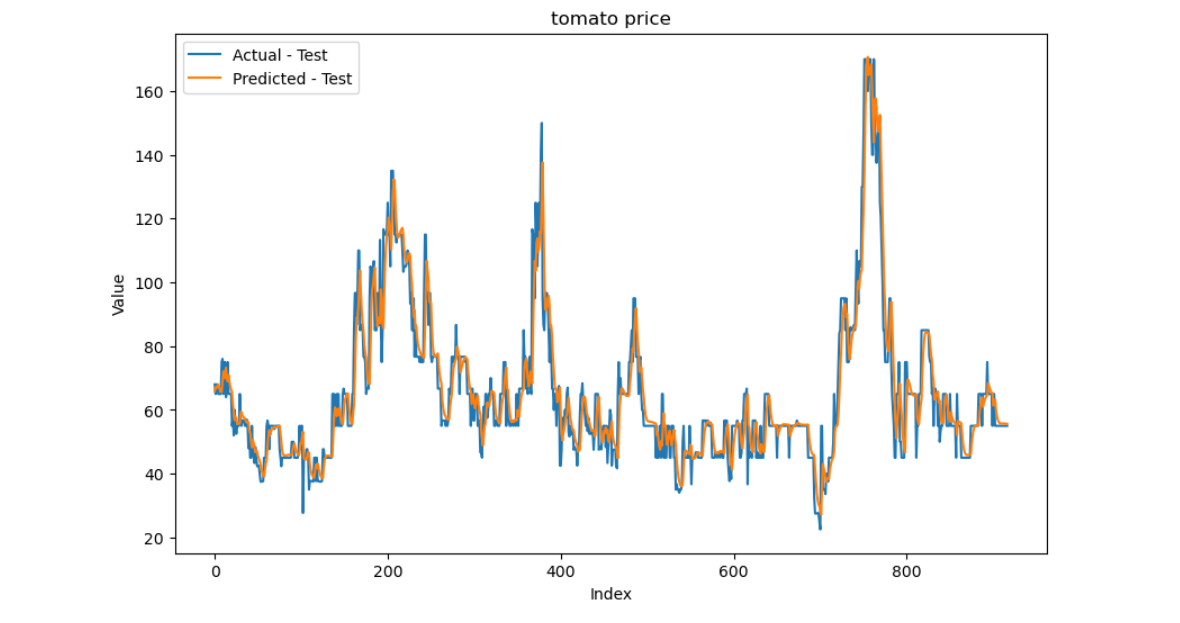 tomato price
Actual - Test
Predicted - Test
160
140
120
100
80
60
40
20
Value
0 200 400 600 800
Index